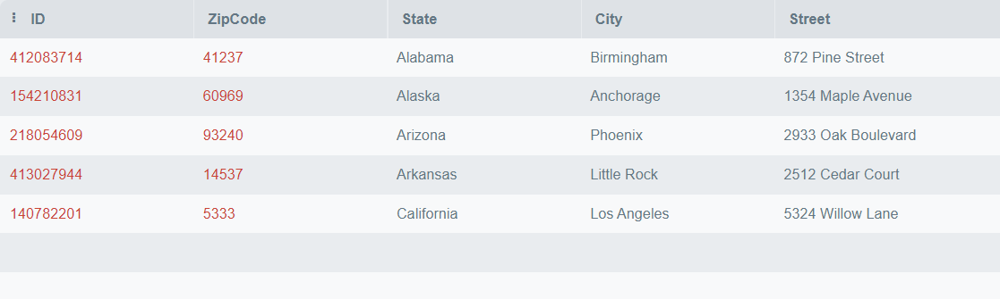 ID ZipCode State City Street
412083714 41237 Alabama Birmingham 872 Pine Street
154210831 60969 Alaska Anchorage 1354 Maple Avenue
218054609 93240 Arizona Phoenix 2933 Oak Boulevard
413027944 14537 Arkansas Little Rock 2512 Cedar Court
140782201 5333 California Los Angeles 5324 Willow Lane